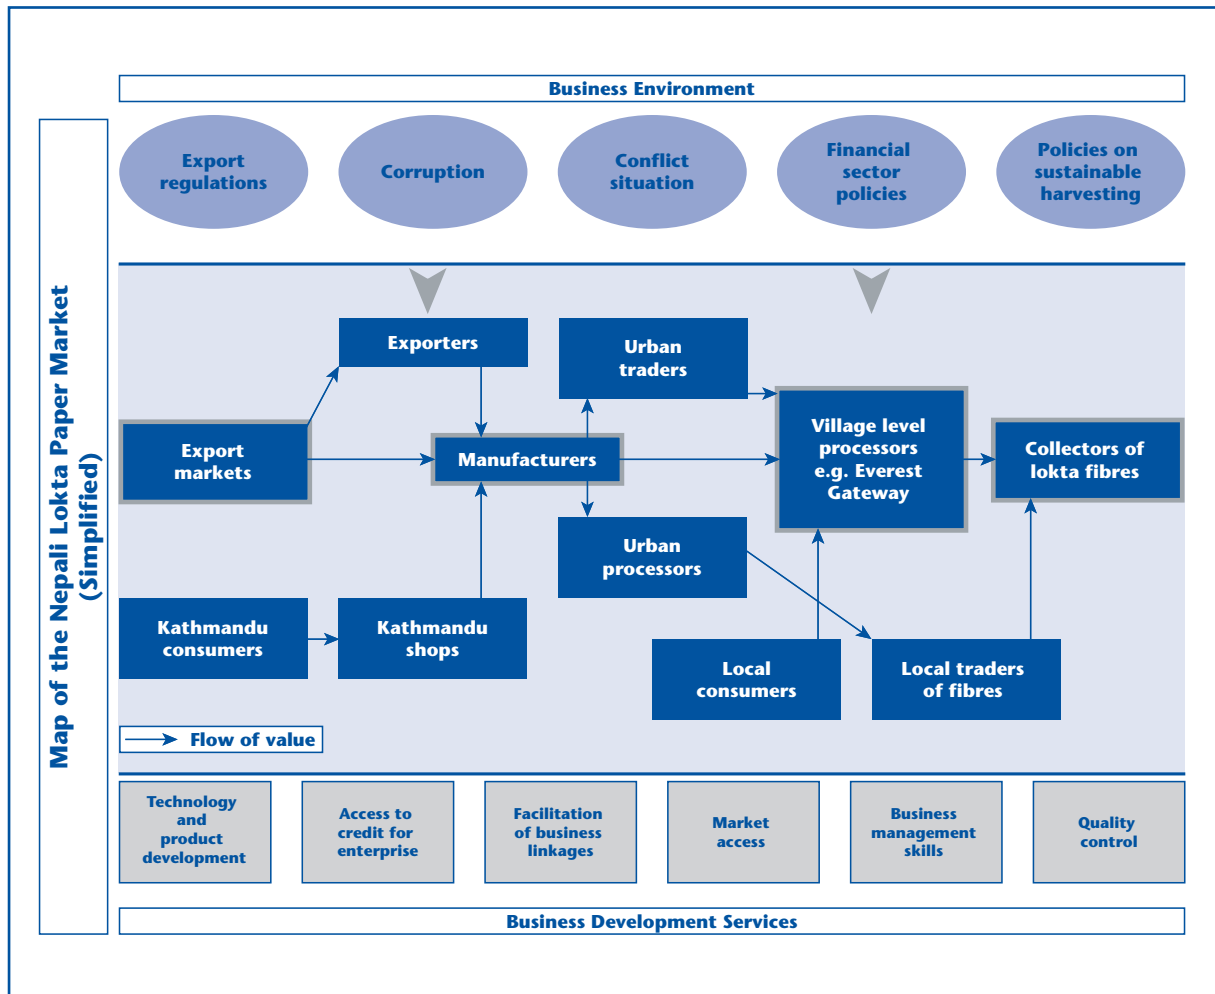 Business Environment
Map of the Nepali Lokta Paper Market
(Simplified)
Export
regulations
Corruption
Conflict
situation
Financial
sector
policies
Policies on
sustainable
harvesting
Exporters
Urban
traders
Export
markets
Manufacturers
Village level
processors
e.g. Everest
Gateway
Collectors of
lokta fibres
Urban
processors
Kathmandu
consumers
Kathmandu
shops
Local
consumers
Local traders
of fibres
Flow of value
Technology
and
product
development
Access to
credit for
enterprise
Facilitation
of business
linkages
Market
access
Business
management
skills
Quality
control
Business Development Services